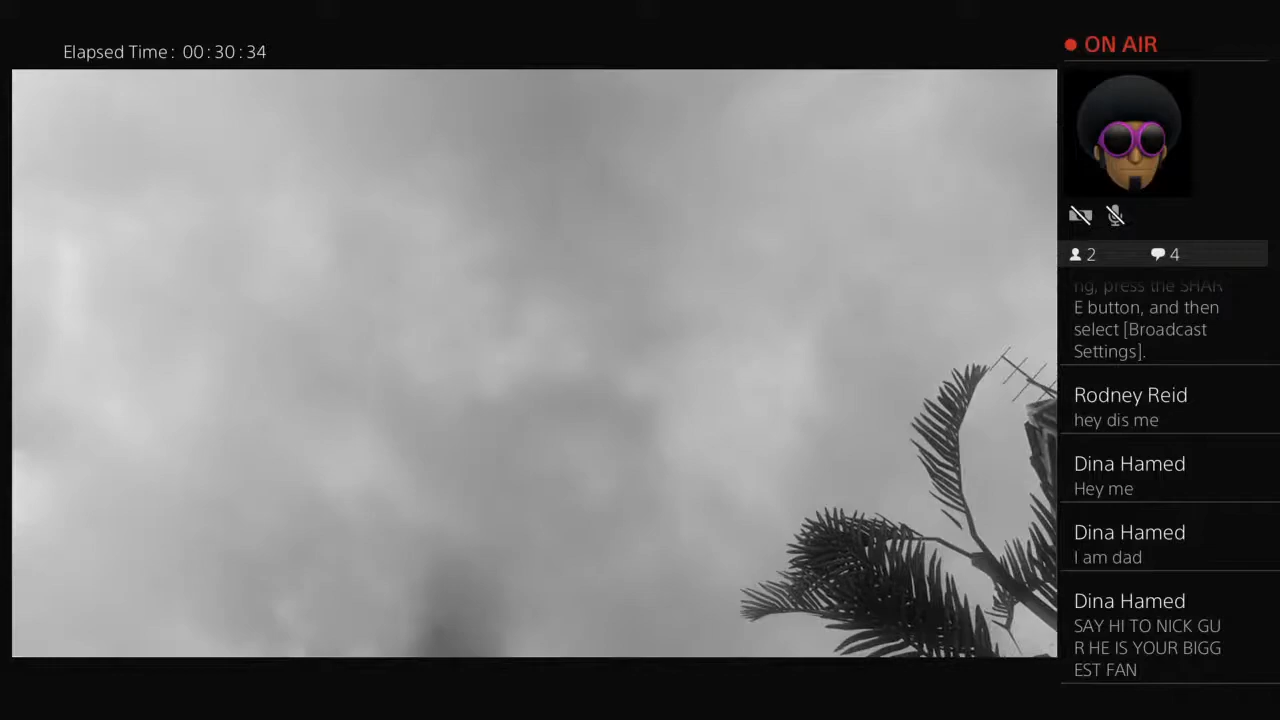 Elapsed Time: 00:30:34
ON AIR
2 4
ng, press the SHAR
E button, and then
select [Broadcast
Settings].
Rodney Reid
hey dis me
Dina Hamed
Hey me
Dina Hamed
I am dad
Dina Hamed
SAY HI TO NICK GU
R HE IS YOUR BIGG
EST FAN